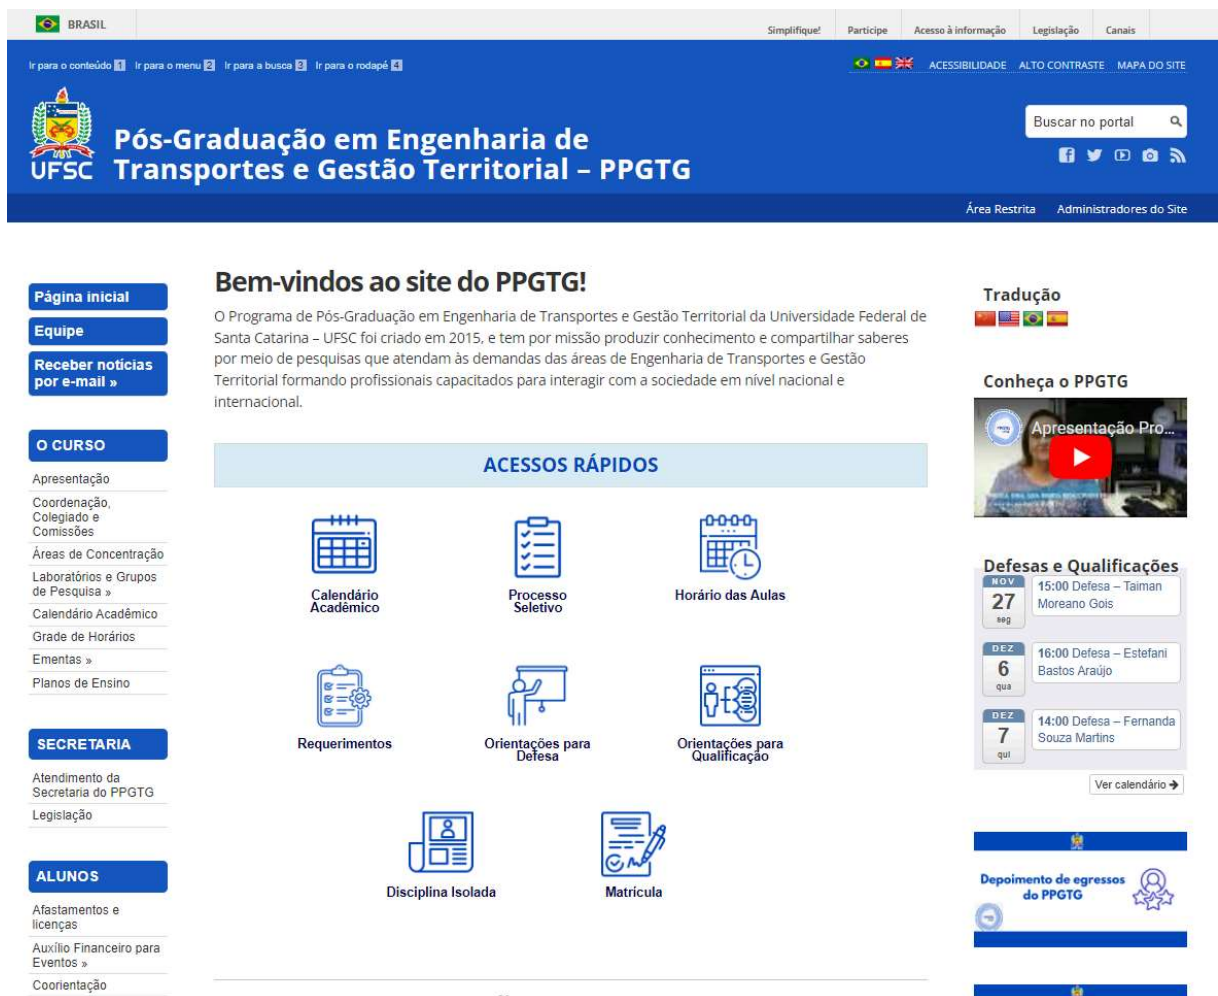 BRASIL
Simplifique! Participe Acesso à informação Legislação Canais
Ir para o conteúdo 1 Ir para o menu 2 Ir para a busca 3 Ir para o rodapé 4
ACESSIBILIDADE ALTO CONTRASTE MAPA DO SITE
UFSC
Pós-Graduação em Engenharia de
Transportes e Gestão Territorial – PPGTG
Buscar no portal
Área Restrita Administradores do Site
Página inicial
Equipe
Receber notícias
por e-mail »
O CURSO
Apresentação
Coordenação,
Colegiado e
Comissões
Áreas de Concentração
Laboratórios e Grupos
de Pesquisa »
Calendário Acadêmico
Grade de Horários
Ementas »
Planos de Ensino
SECRETARIA
Atendimento da
Secretaria do PPGTG
Legislação
ALUNOS
Afastamentos e
licenças
Auxílio Financeiro para
Eventos »
Coorientação
Bem-vindos ao site do PPGTG!
O Programa de Pós-Graduação em Engenharia de Transportes e Gestão Territorial da Universidade Federal de
Santa Catarina – UFSC foi criado em 2015, e tem por missão produzir conhecimento e compartilhar saberes
por meio de pesquisas que atendam às demandas das áreas de Engenharia de Transportes e Gestão
Territorial formando profissionais capacitados para interagir com a sociedade em nível nacional e
internacional.
ACESSOS RÁPIDOS
Calendário
Acadêmico
Processo
Seletivo
Horário das Aulas
Requerimentos
Orientações para
Defesa
Orientações para
Qualificação
Disciplina Isolada
Matrícula
Tradução
Conheça o PPGTG
Apresentação Pro...
Defesas e Qualificações
NOV
27
seg
15:00 Defesa – Taiman
Moreano Gois
DEZ
6
qua
16:00 Defesa – Estefani
Bastos Araújo
DEZ
7
qui
14:00 Defesa – Fernanda
Souza Martins
Ver calendário
Depoimento de egressos
do PPGTG